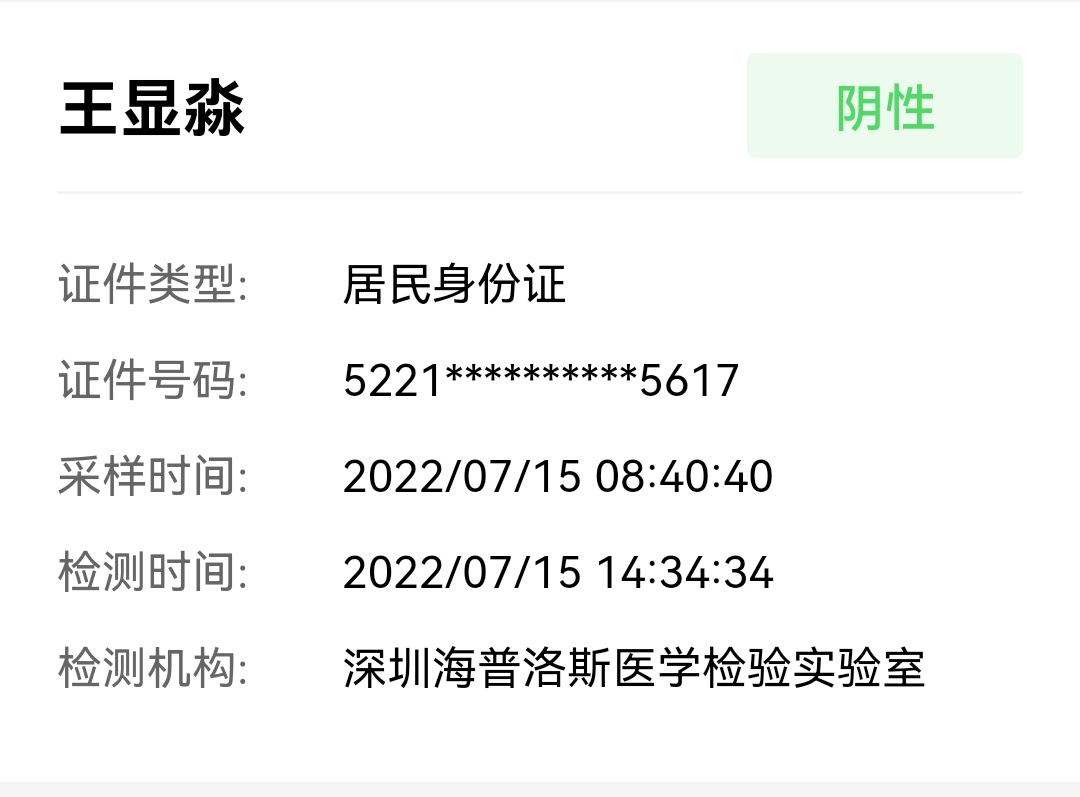 王显淼 阴性
证件类型: 居民身份证
证件号码: 5221**********5617
采样时间: 2022/07/15 08:40:40
检测时间: 2022/07/15 14:34:34
检测机构: 深圳海普洛斯医学检验实验室